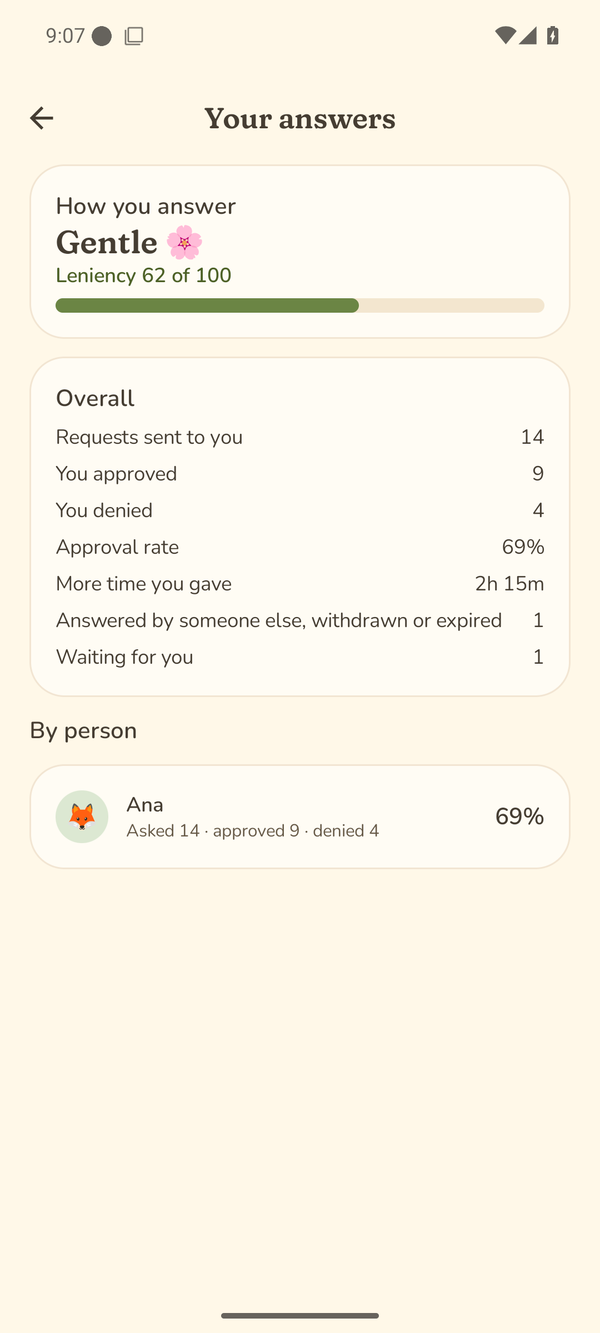 9:07
Your answers
How you answer
Gentle 🌸
Leniency 62 of 100
Overall
Requests sent to you 14
You approved 9
You denied 4
Approval rate 69%
More time you gave 2h 15m
Answered by someone else, withdrawn or expired 1
Waiting for you 1
By person
Ana
Asked 14 · approved 9 · denied 4
69%